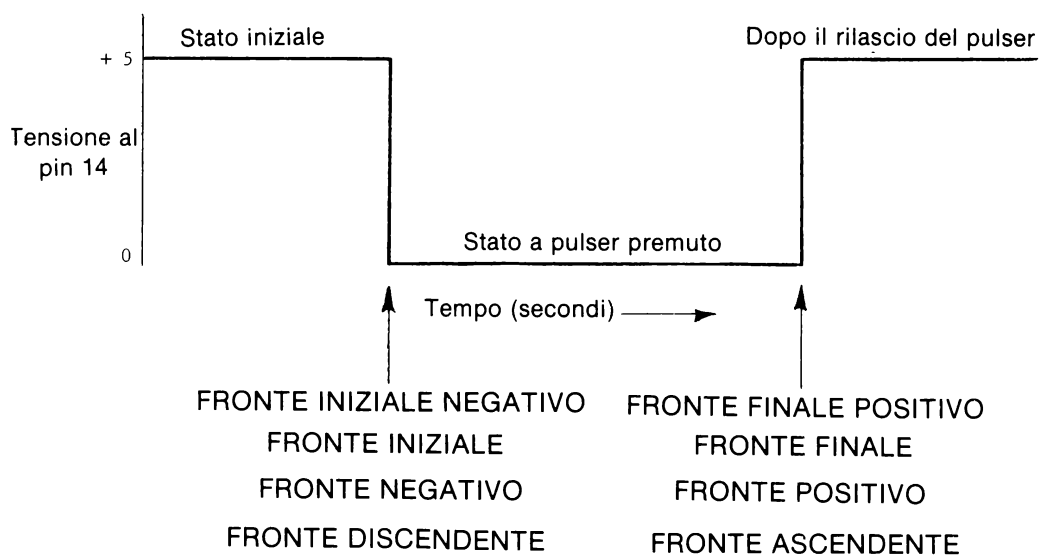 Stato iniziale
Dopo il rilascio del pulser
+ 5
Tensione al
pin 14
0
Stato a pulser premuto
Tempo (secondi)
FRONTE INIZIALE NEGATIVO
FRONTE INIZIALE
FRONTE NEGATIVO
FRONTE DISCENDENTE
FRONTE FINALE POSITIVO
FRONTE FINALE
FRONTE POSITIVO
FRONTE ASCENDENTE